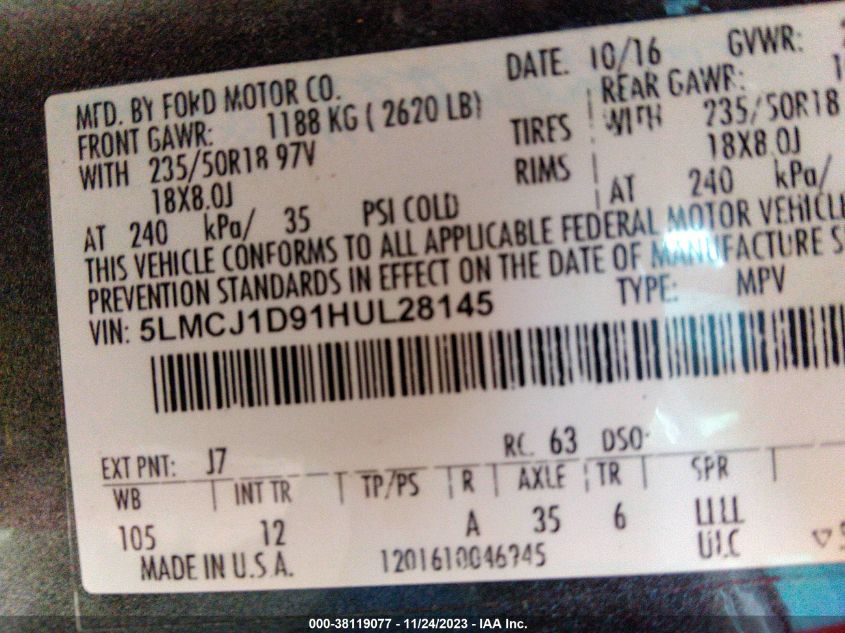 MFD. BY FORD MOTOR CO. DATE. 10/16 GVWR:
FRONT GAWR: 1188 KG ( 2620 LB) REAR GAWR:
WITH 235/50R18 97V TIRES WITH 235/50R18
18X8.0J RIMS 18X8.0J
AT 240 kPa/ 35 PSI COLD AT 240 kPa/
THIS VEHICLE CONFORMS TO ALL APPLICABLE FEDERAL MOTOR
PREVENTION STANDARDS IN EFFECT ON THE DATE OF MANUFACTURE
VIN: 5LMCJ1D91HUL28145 TYPE: MPV
EXT PNT: J7 RC. 63 DSO:
WB INT TR TP/PS R AXLE TR SPR
105 12 A 35 6 LLLL
MADE IN U.S.A. ULC
000-38119077 - 11/24/2023 - IAA Inc.